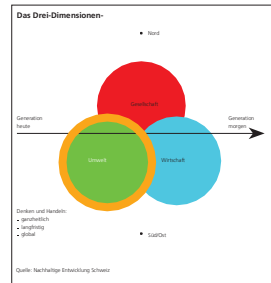 Das Drei-Dimensionen-
Nord
Gesellschaft
Generation
heute
Generation
morgen
Umwelt
Wirtschaft
Denken und Handeln:
• ganzheitlich
• langfristig
• global
Süd/Ost
Quelle: Nachhaltige Entwicklung Schweiz